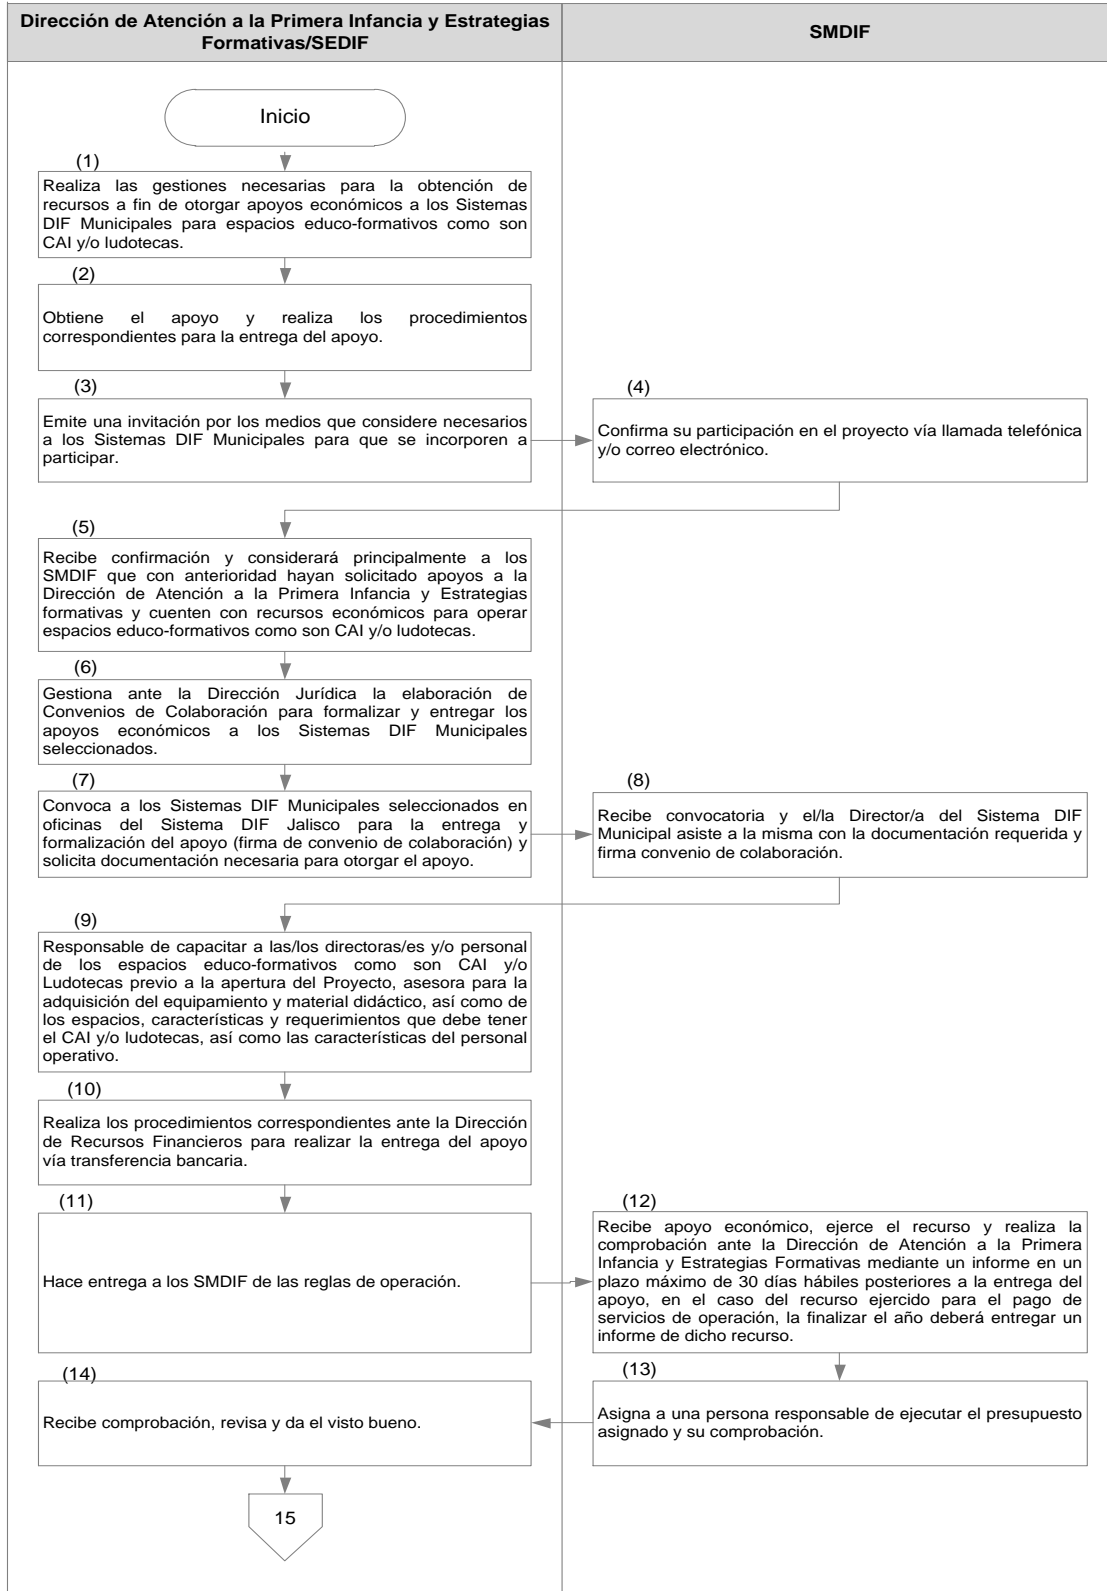 Dirección de Atención a la Primera Infancia y Estrategias
Formativas/SEDIF
SMDIF
Inicio
(1)
Realiza las gestiones necesarias para la obtención de
recursos a fin de otorgar apoyos económicos a los Sistemas
DIF Municipales para espacios educo-formativos como son
CAI y/o ludotecas.
(2)
Obtiene el apoyo y realiza los procedimientos
correspondientes para la entrega del apoyo.
(3)
Emite una invitación por los medios que considere necesarios
a los Sistemas DIF Municipales para que se incorporen a
participar.
(4)
Confirma su participación en el proyecto vía llamada telefónica
y/o correo electrónico.
(5)
Recibe confirmación y considerará principalmente a los
SMDIF que con anterioridad hayan solicitado apoyos a la
Dirección de Atención a la Primera Infancia y Estrategias
formativas y cuenten con recursos económicos para operar
espacios educo-formativos como son CAI y/o ludotecas.
(6)
Gestiona ante la Dirección Jurídica la elaboración de
Convenios de Colaboración para formalizar y entregar los
apoyos económicos a los Sistemas DIF Municipales
seleccionados.
(7)
Convoca a los Sistemas DIF Municipales seleccionados en
oficinas del Sistema DIF Jalisco para la entrega y
formalización del apoyo (firma de convenio de colaboración) y
solicita documentación necesaria para otorgar el apoyo.
(8)
Recibe convocatoria y el/la Director/a del Sistema DIF
Municipal asiste a la misma con la documentación requerida y
firma convenio de colaboración.
(9)
Responsable de capacitar a las/los directoras/es y/o personal
de los espacios educo-formativos como son CAI y/o
Ludotecas previo a la apertura del Proyecto, asesora para la
adquisición del equipamiento y material didáctico, así como de
los espacios, características y requerimientos que debe tener
el CAI y/o ludotecas, así como las características del personal
operativo.
(10)
Realiza los procedimientos correspondientes ante la Dirección
de Recursos Financieros para realizar la entrega del apoyo
vía transferencia bancaria.
(11)
Hace entrega a los SMDIF de las reglas de operación.
(12)
Recibe apoyo económico, ejerce el recurso y realiza la
comprobación ante la Dirección de Atención a la Primera
Infancia y Estrategias Formativas mediante un informe en un
plazo máximo de 30 días hábiles posteriores a la entrega del
apoyo, en el caso del recurso ejercido para el pago de
servicios de operación, la finalizar el año deberá entregar un
informe de dicho recurso.
(13)
Asigna a una persona responsable de ejecutar el presupuesto
asignado y su comprobación.
(14)
Recibe comprobación, revisa y da el visto bueno.
15